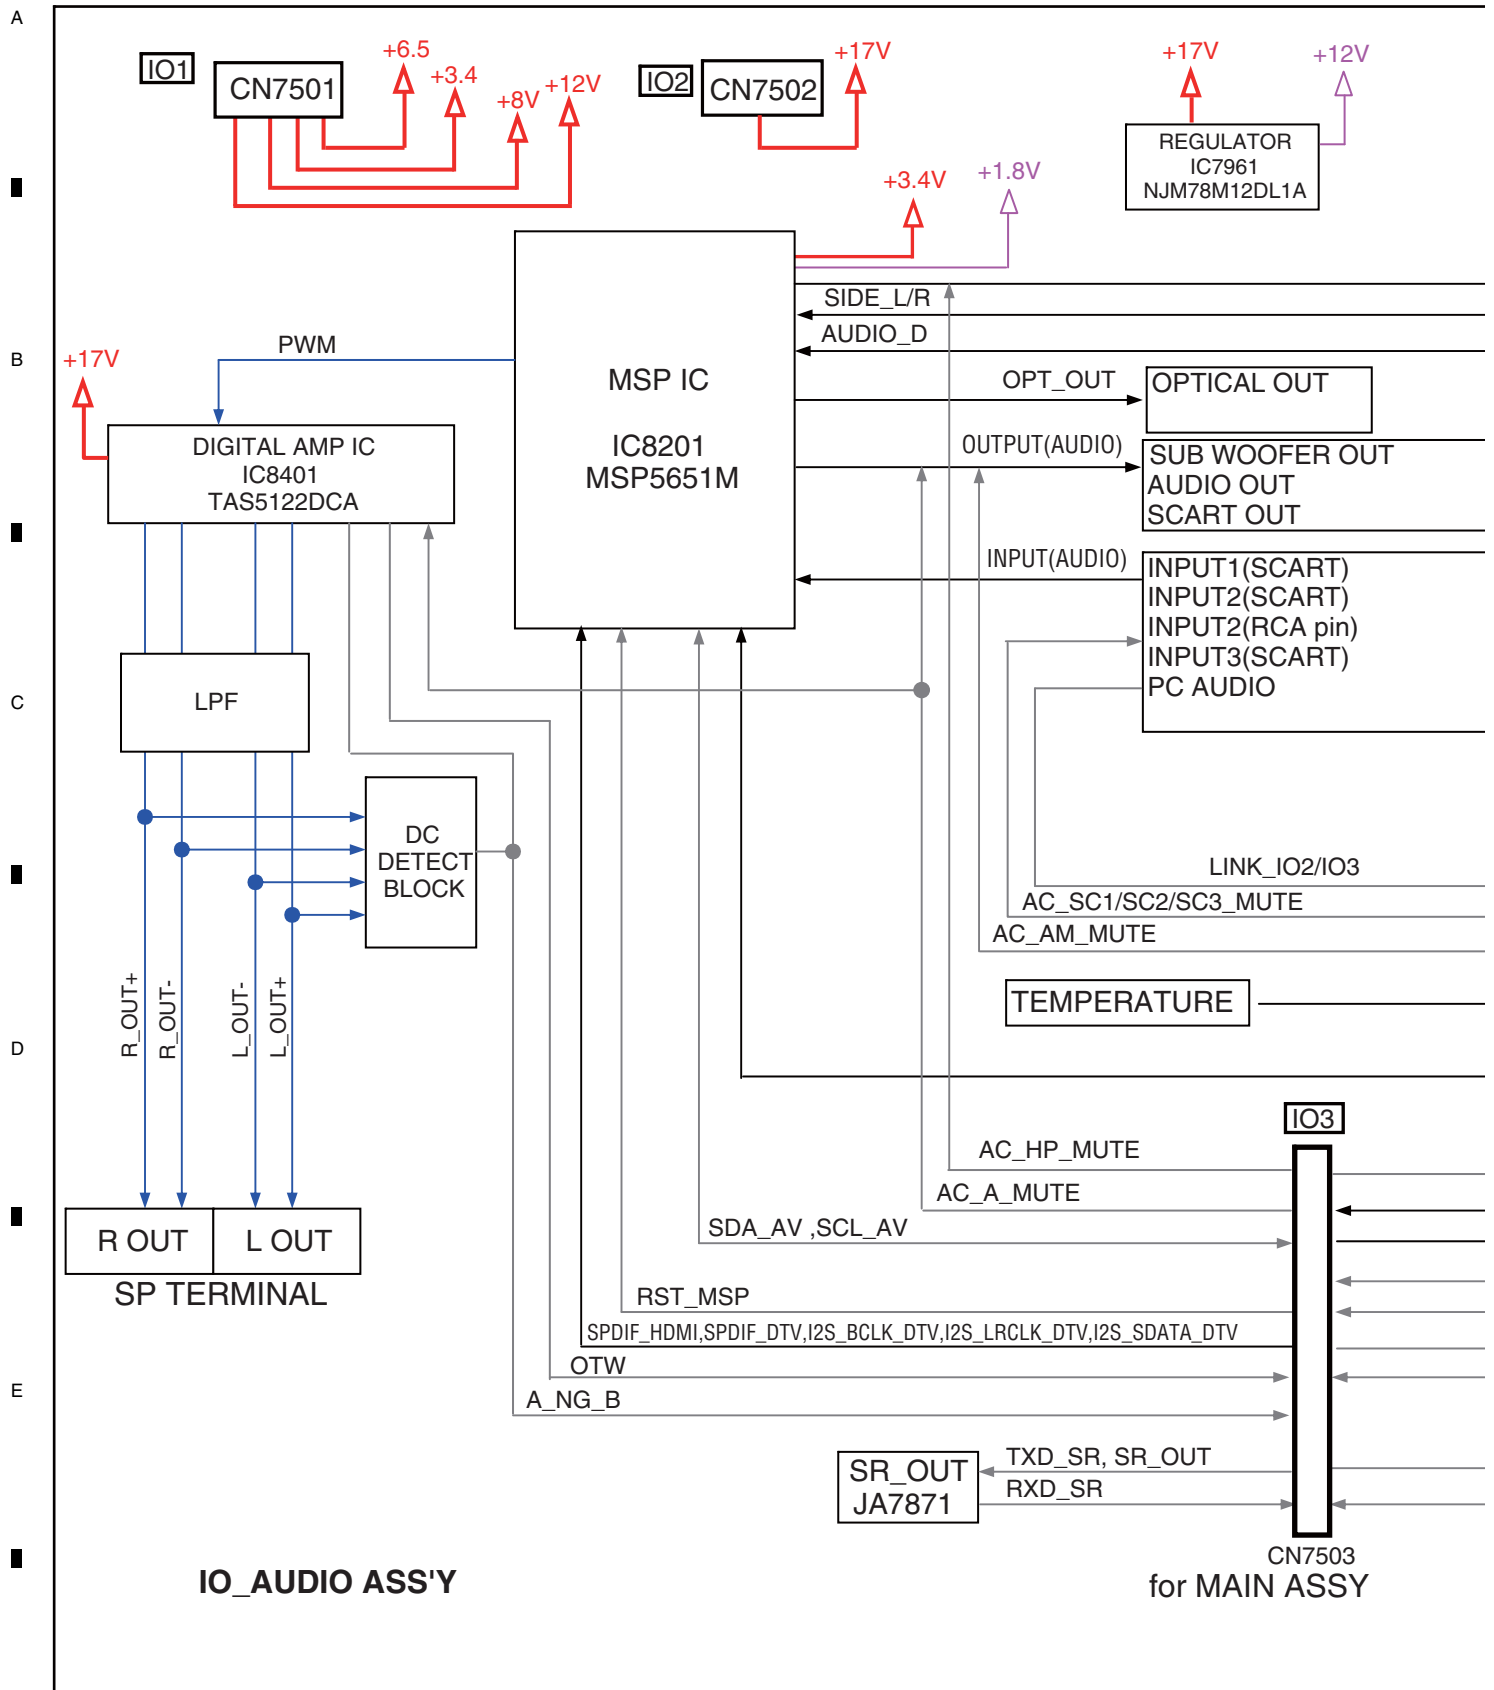 A
IO1
CN7501
+6.5
+3.4
+8V
+12V
IO2
CN7502
+17V
+17V
+12V
REGULATOR
IC7961
NJM78M12DL1A
+3.4V
+1.8V
SIDE_L/R
AUDIO_D
B
+17V
PWM
MSP IC
IC8201
MSP5651M
OPT_OUT
OPTICAL OUT
DIGITAL AMP IC
IC8401
TAS5122DCA
OUTPUT(AUDIO)
SUB WOOFER OUT
AUDIO OUT
SCART OUT
INPUT(AUDIO)
INPUT1(SCART)
INPUT2(SCART)
INPUT2(RCA pin)
INPUT3(SCART)
PC AUDIO
C
LPF
DC
DETECT
BLOCK
LINK_IO2/IO3
AC_SC1/SC2/SC3_MUTE
AC_AM_MUTE
TEMPERATURE
D
R_OUT+
R_OUT-
L_OUT-
L_OUT+
IO3
AC_HP_MUTE
AC_A_MUTE
SDA_AV ,SCL_AV
R OUT
L OUT
SP TERMINAL
RST_MSP
SPDIF_HDMI,SPDIF_DTV,I2S_BCLK_DTV,I2S_LRCLK_DTV,I2S_SDATA_DTV
OTW
E
A_NG_B
SR_OUT
JA7871
TXD_SR, SR_OUT
RXD_SR
CN7503
for MAIN ASSY
IO_AUDIO ASS'Y